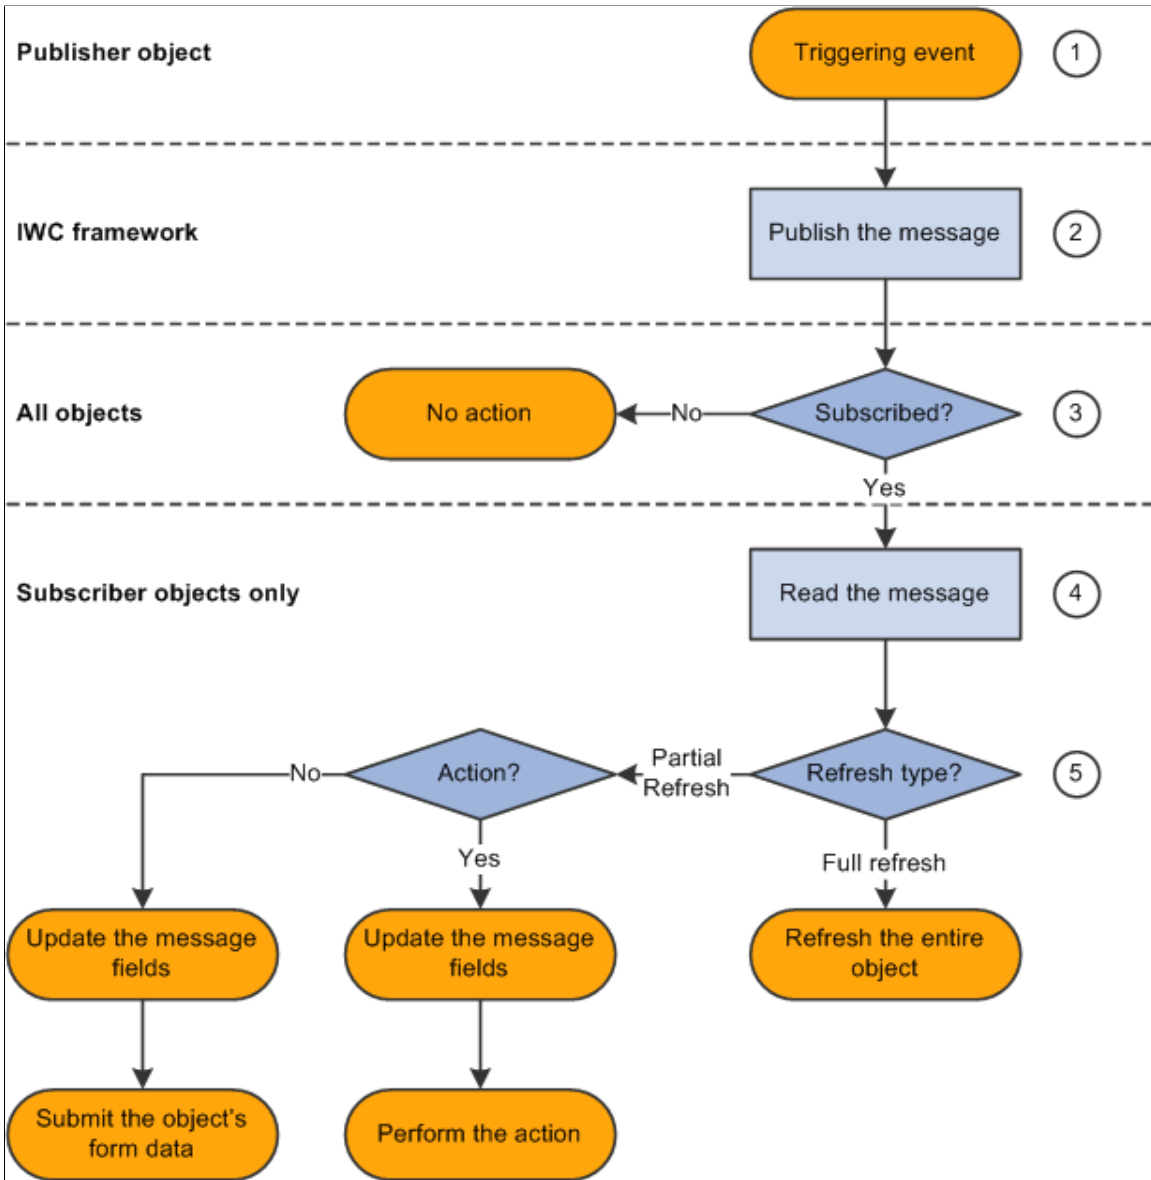 Publisher object
Triggering event
1
IWC framework
Publish the message
2
All objects
No action
No
Subscribed?
3
Yes
Subscriber objects only
Read the message
4
No
Action?
Partial
Refresh
Refresh type?
5
Yes
Full refresh
Update the message
fields
Update the message
fields
Refresh the entire
object
Submit the object's
form data
Perform the action